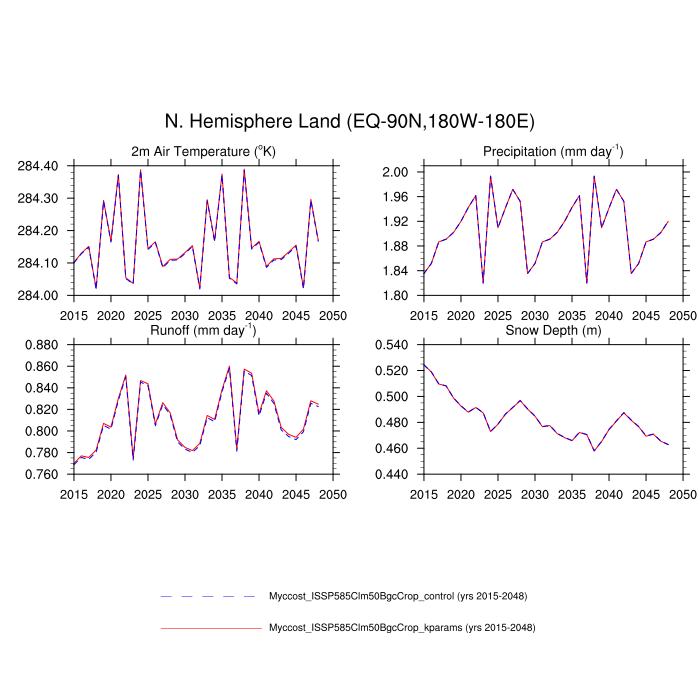 N. Hemisphere Land (EQ-90N,180W-180E)
2m Air Temperature (°K)
284.40
284.30
284.20
284.10
284.00
2015 2020 2025 2030 2035 2040 2045 2050
Precipitation (mm day⁻¹)
2.00
1.96
1.92
1.88
1.84
1.80
2015 2020 2025 2030 2035 2040 2045 2050
Runoff (mm day⁻¹)
0.880
0.860
0.840
0.820
0.800
0.780
0.760
2015 2020 2025 2030 2035 2040 2045 2050
Snow Depth (m)
0.540
0.520
0.500
0.480
0.460
0.440
2015 2020 2025 2030 2035 2040 2045 2050
Myccost_ISSP585Clm50BgcCrop_control (yrs 2015-2048)
Myccost_ISSP585Clm50BgcCrop_kparams (yrs 2015-2048)